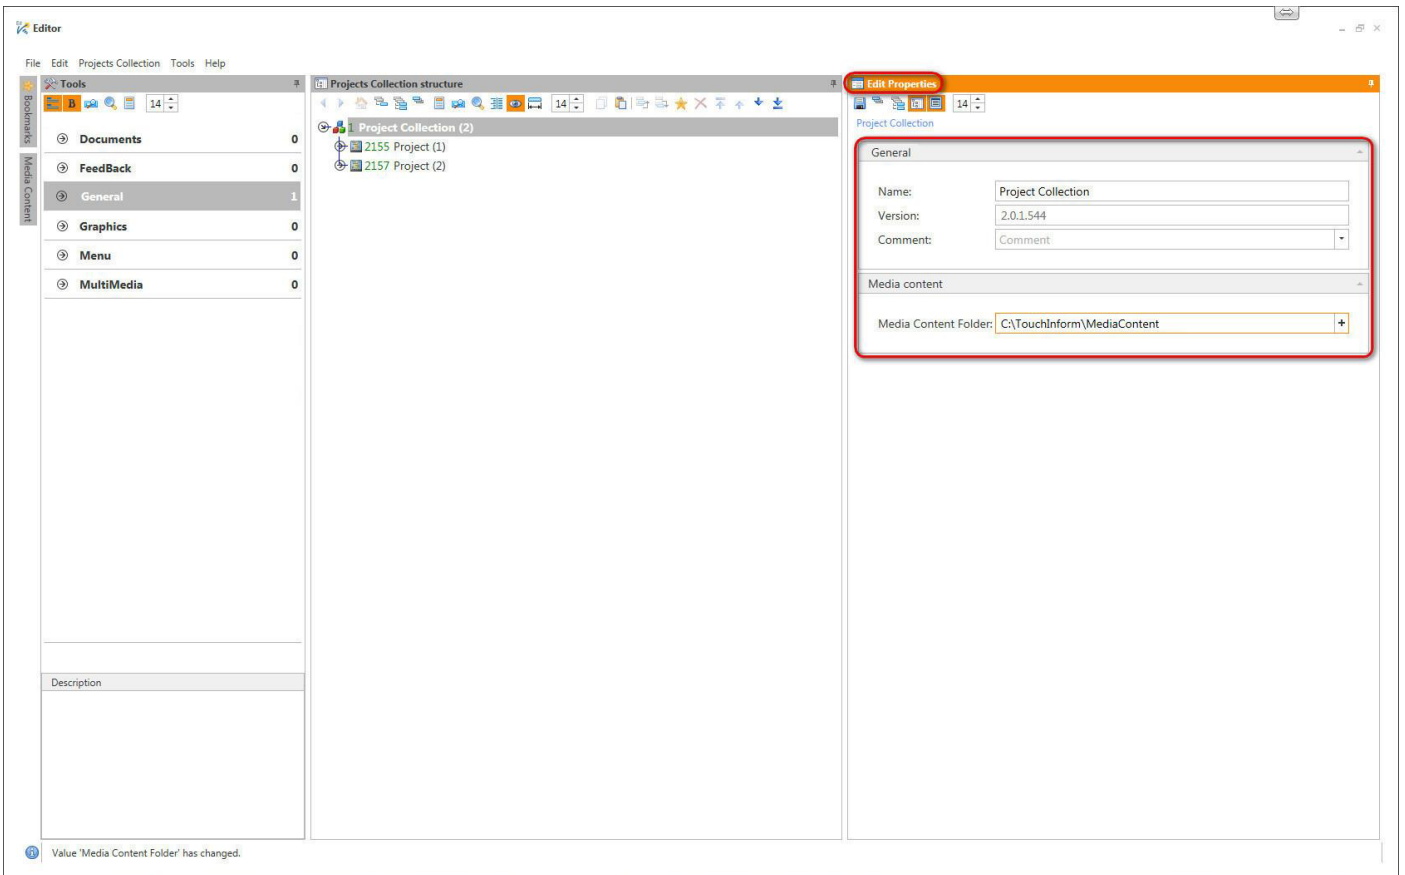 Editor
File Edit Projects Collection Tools Help
Bookmarks
Media Content
Tools
B 14
Documents 0
FeedBack 0
General 1
Graphics 0
Menu 0
MultiMedia 0
Description
Projects Collection structure
14
1 Project Collection (2)
2155 Project (1)
2157 Project (2)
Edit Properties
14
Project Collection
General
Name: Project Collection
Version: 2.0.1.544
Comment: Comment
Media content
Media Content Folder: C:\TouchInform\MediaContent +
Value 'Media Content Folder' has changed.